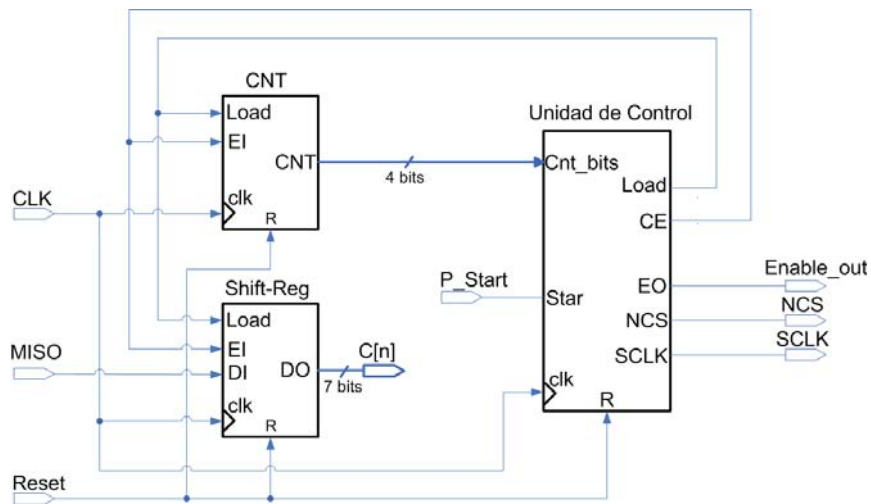 CNT
Load
EI
CNT
clk
R
4 bits
Unidad de Control
Cnt_bits
Load
CE
Star
EO
NCS
SCLK
clk
R
CLK
P_Start
Enable_out
NCS
SCLK
Shift-Reg
Load
EI
DI
DO
clk
R
C[n]
7 bits
MISO
Reset